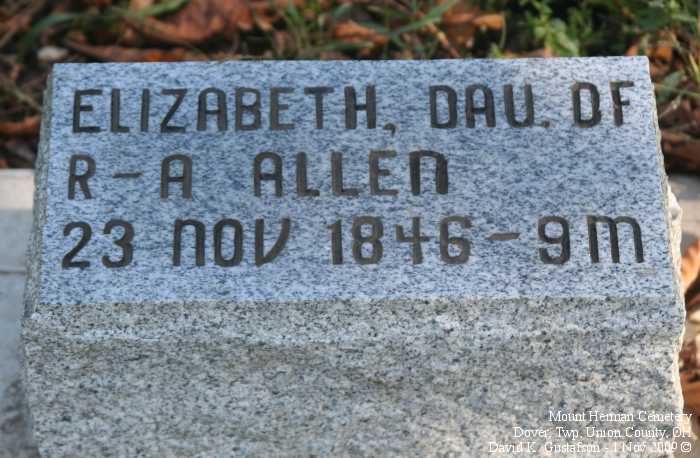 ELIZABETH, DAU. OF
R-A ALLEN
23 NOV 1846-9M
Mount Herman Cemetery
Dover, Twp, Union County, OH
David K. Gustafson - 1 Nov 2009 ©